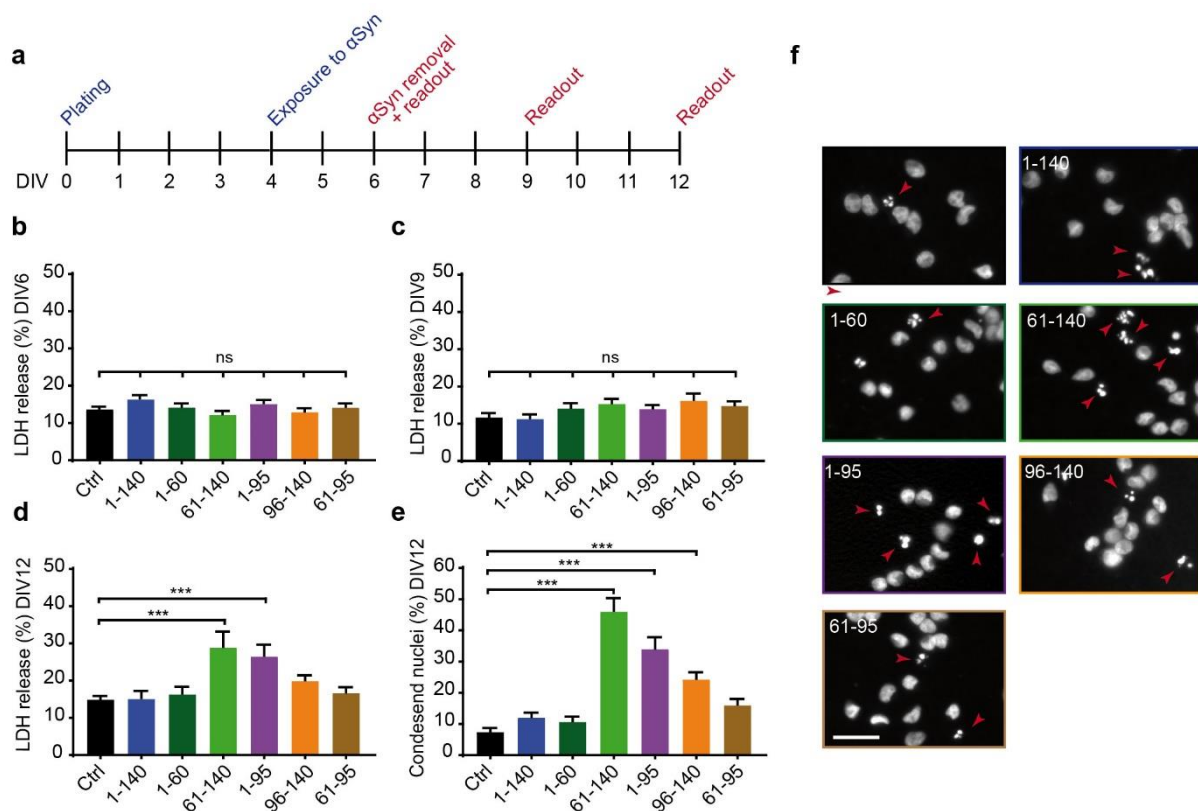 a
Plating
Exposure to αSyn
αSyn removal
+ readout
Readout
Readout
DIV 0 1 2 3 4 5 6 7 8 9 10 11 12
b
LDH release (%) DIV6
50
40
30
20
10
0
ns
Ctrl
1-140
1-60
61-140
1-95
96-140
61-95
c
LDH release (%) DIV9
50
40
30
20
10
0
ns
Ctrl
1-140
1-60
61-140
1-95
96-140
61-95
d
LDH release (%) DIV12
50
40
30
20
10
0
***
***
Ctrl
1-140
1-60
61-140
1-95
96-140
61-95
e
Condesend nuclei (%) DIV12
60
50
40
30
20
10
0
***
***
***
Ctrl
1-140
1-60
61-140
1-95
96-140
61-95
f
1-140
1-60
61-140
1-95
96-140
61-95